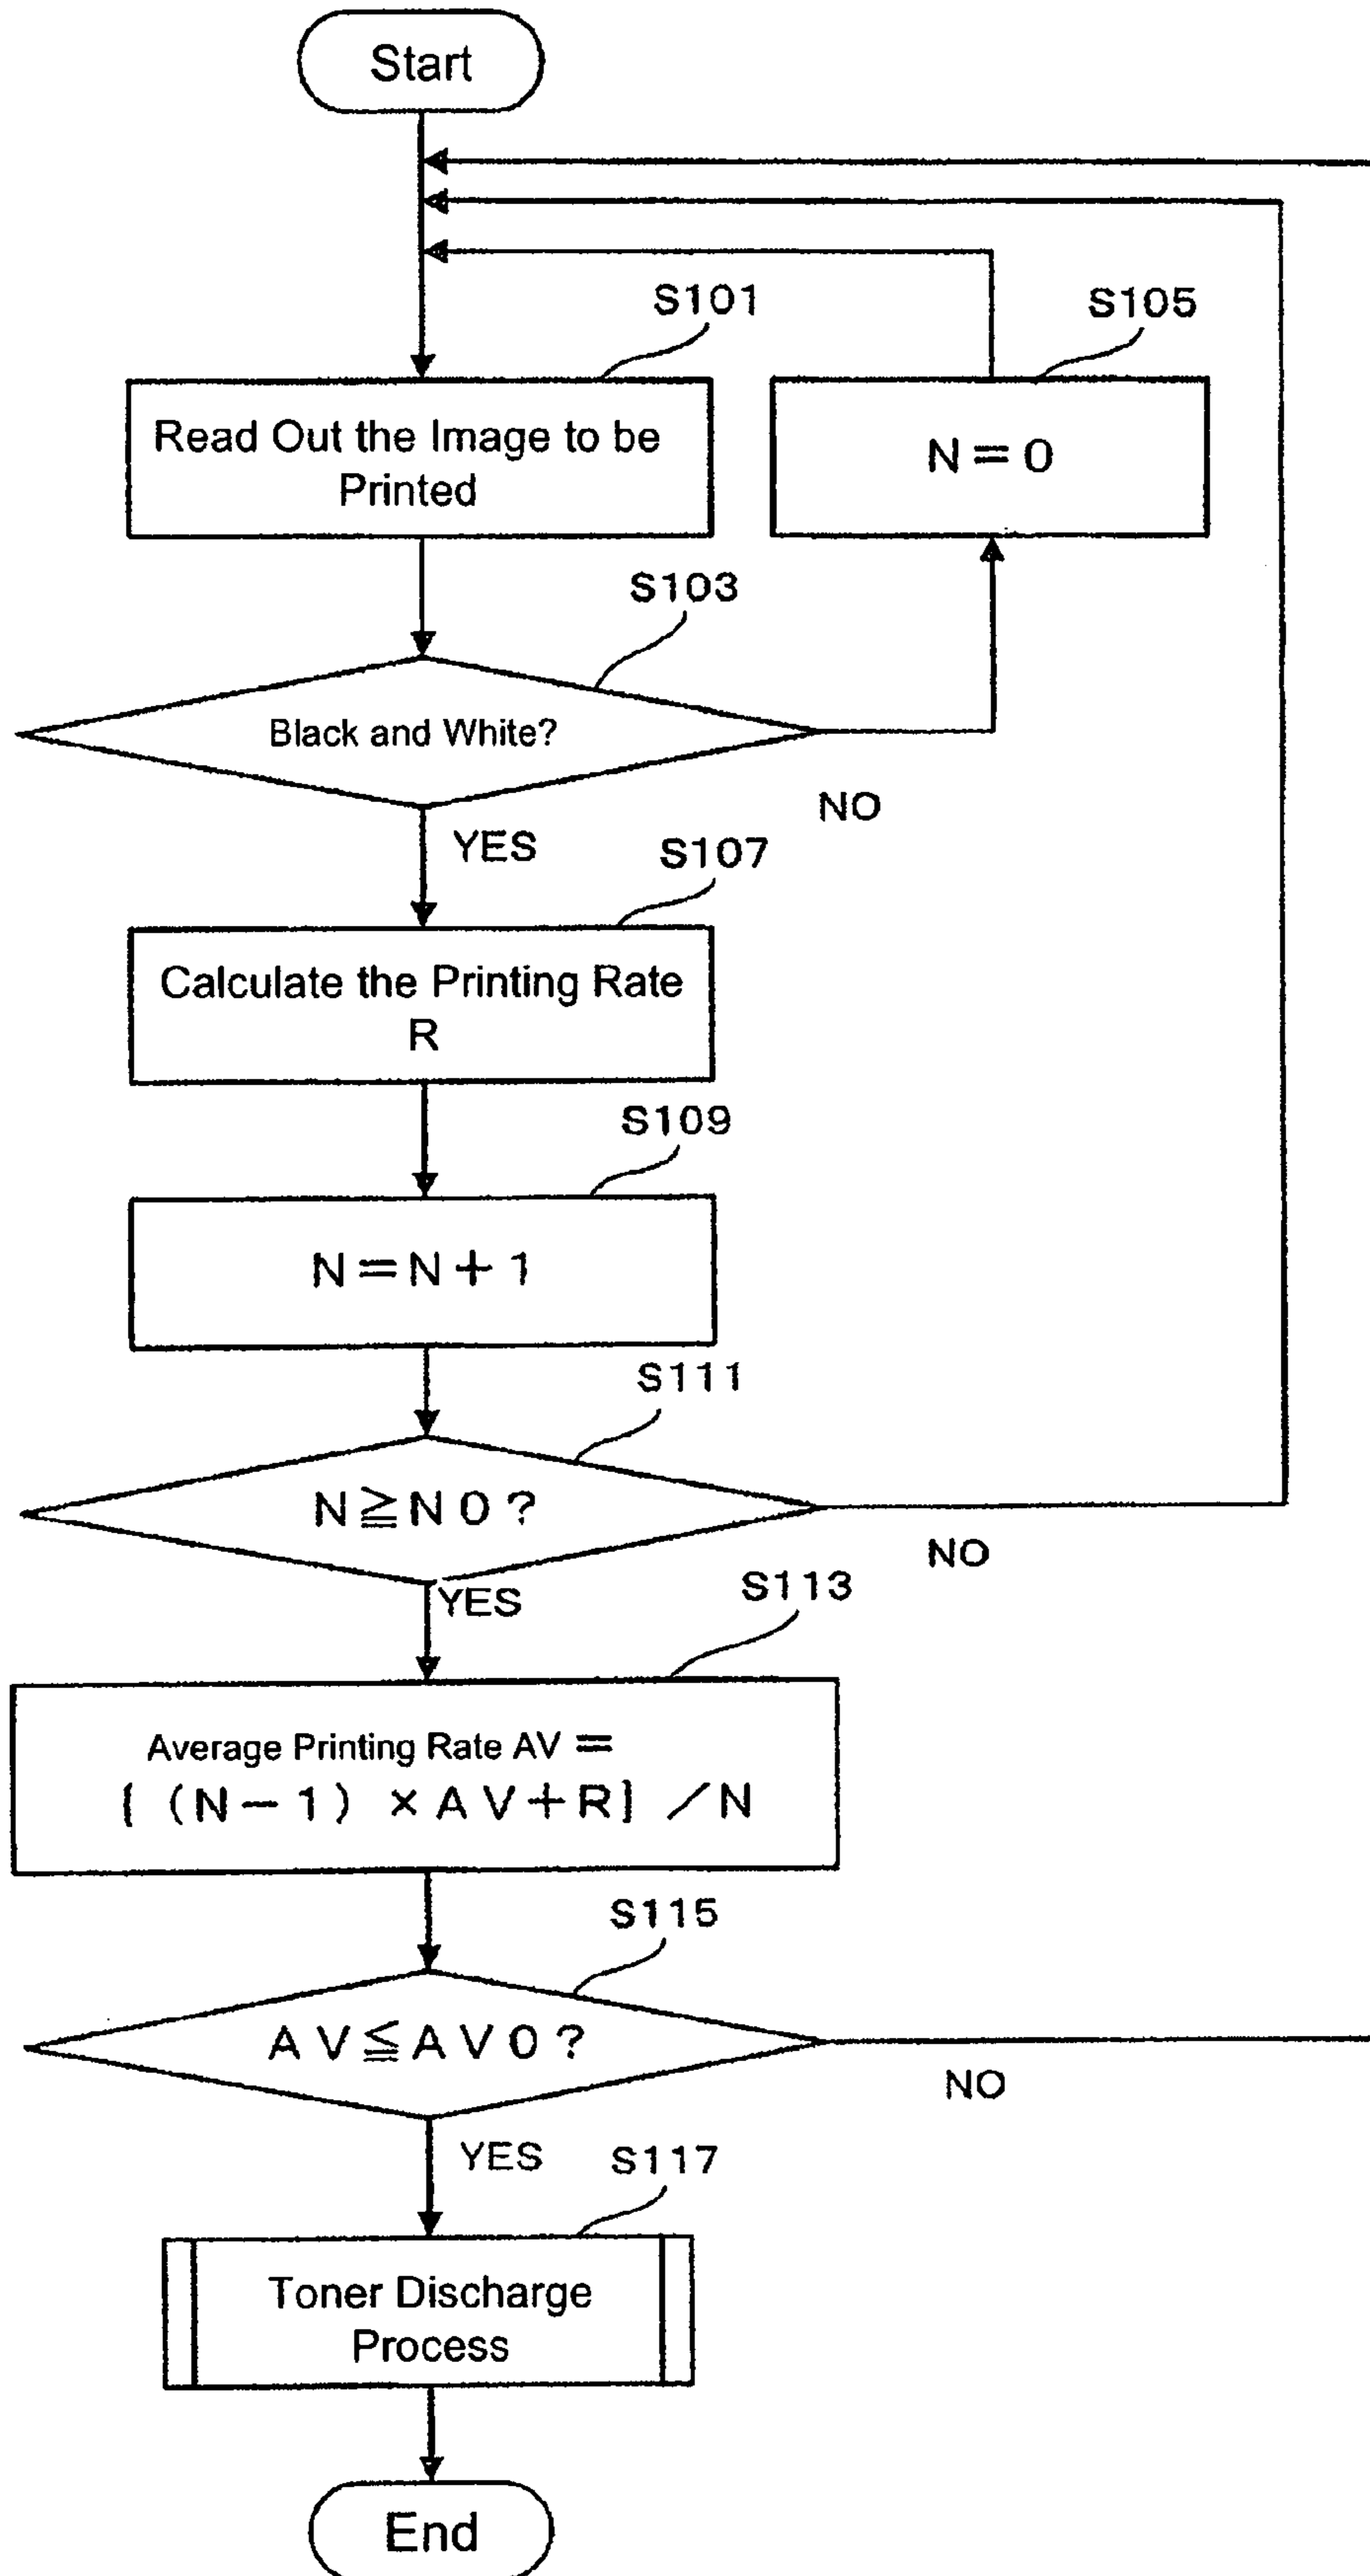 Start
S101
S105
Read Out the Image to be
Printed
N=0
S103
Black and White?
NO
YES
S107
Calculate the Printing Rate
R
S109
N=N+1
S111
N≧N0?
NO
YES
S113
Average Printing Rate AV =
[(N-1)×AV+R]/N
S115
AV≦AV0?
NO
YES
S117
Toner Discharge
Process
End